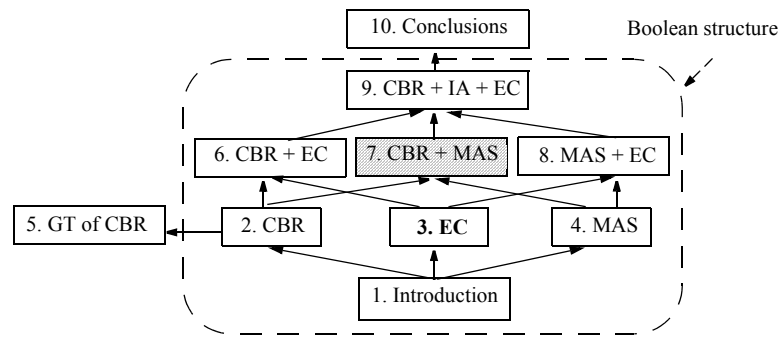 10. Conclusions
Boolean structure
9. CBR + IA + EC
6. CBR + EC
7. CBR + MAS
8. MAS + EC
5. GT of CBR
2. CBR
3. EC
4. MAS
1. Introduction